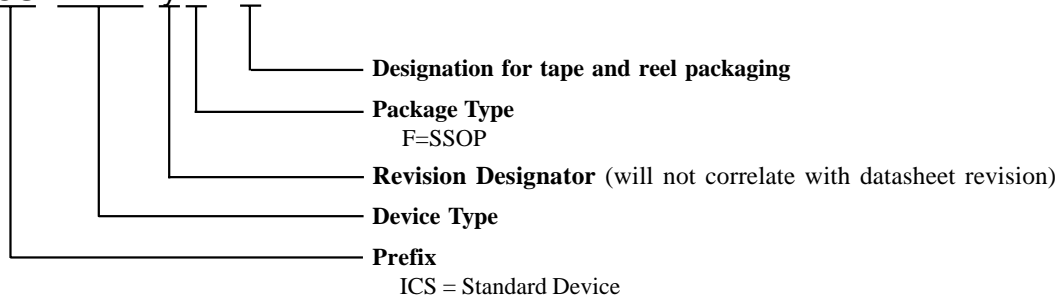 Designation for tape and reel packaging
Package Type
F=SSOP
Revision Designator (will not correlate with datasheet revision)
Device Type
Prefix
ICS = Standard Device